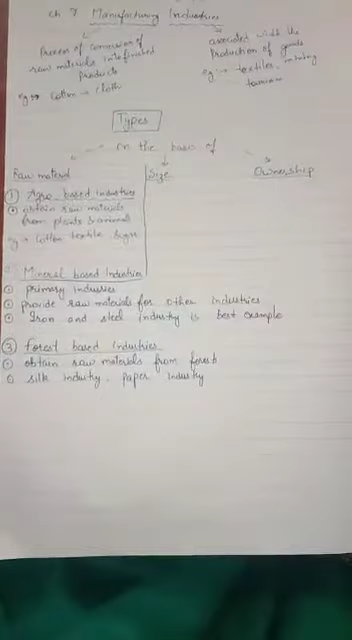 Ch 7 Manufacturing Industries
Process of conversion of
raw materials into finished
Products
eg → Cotton → cloth
associated with the
Production of goods
eg → textiles, mining
tourism
Types
on the base of
Raw material
Size
Ownership
① Agro based Industries
obtain raw materials
from plants & animals
eg → Cotton textile Sugar
Mineral based Industries
primary industries
provide raw materials for other industries
Iron and steel industry is best example
③ Forest based Industries
obtain raw materials from forest
silk industry, paper industry